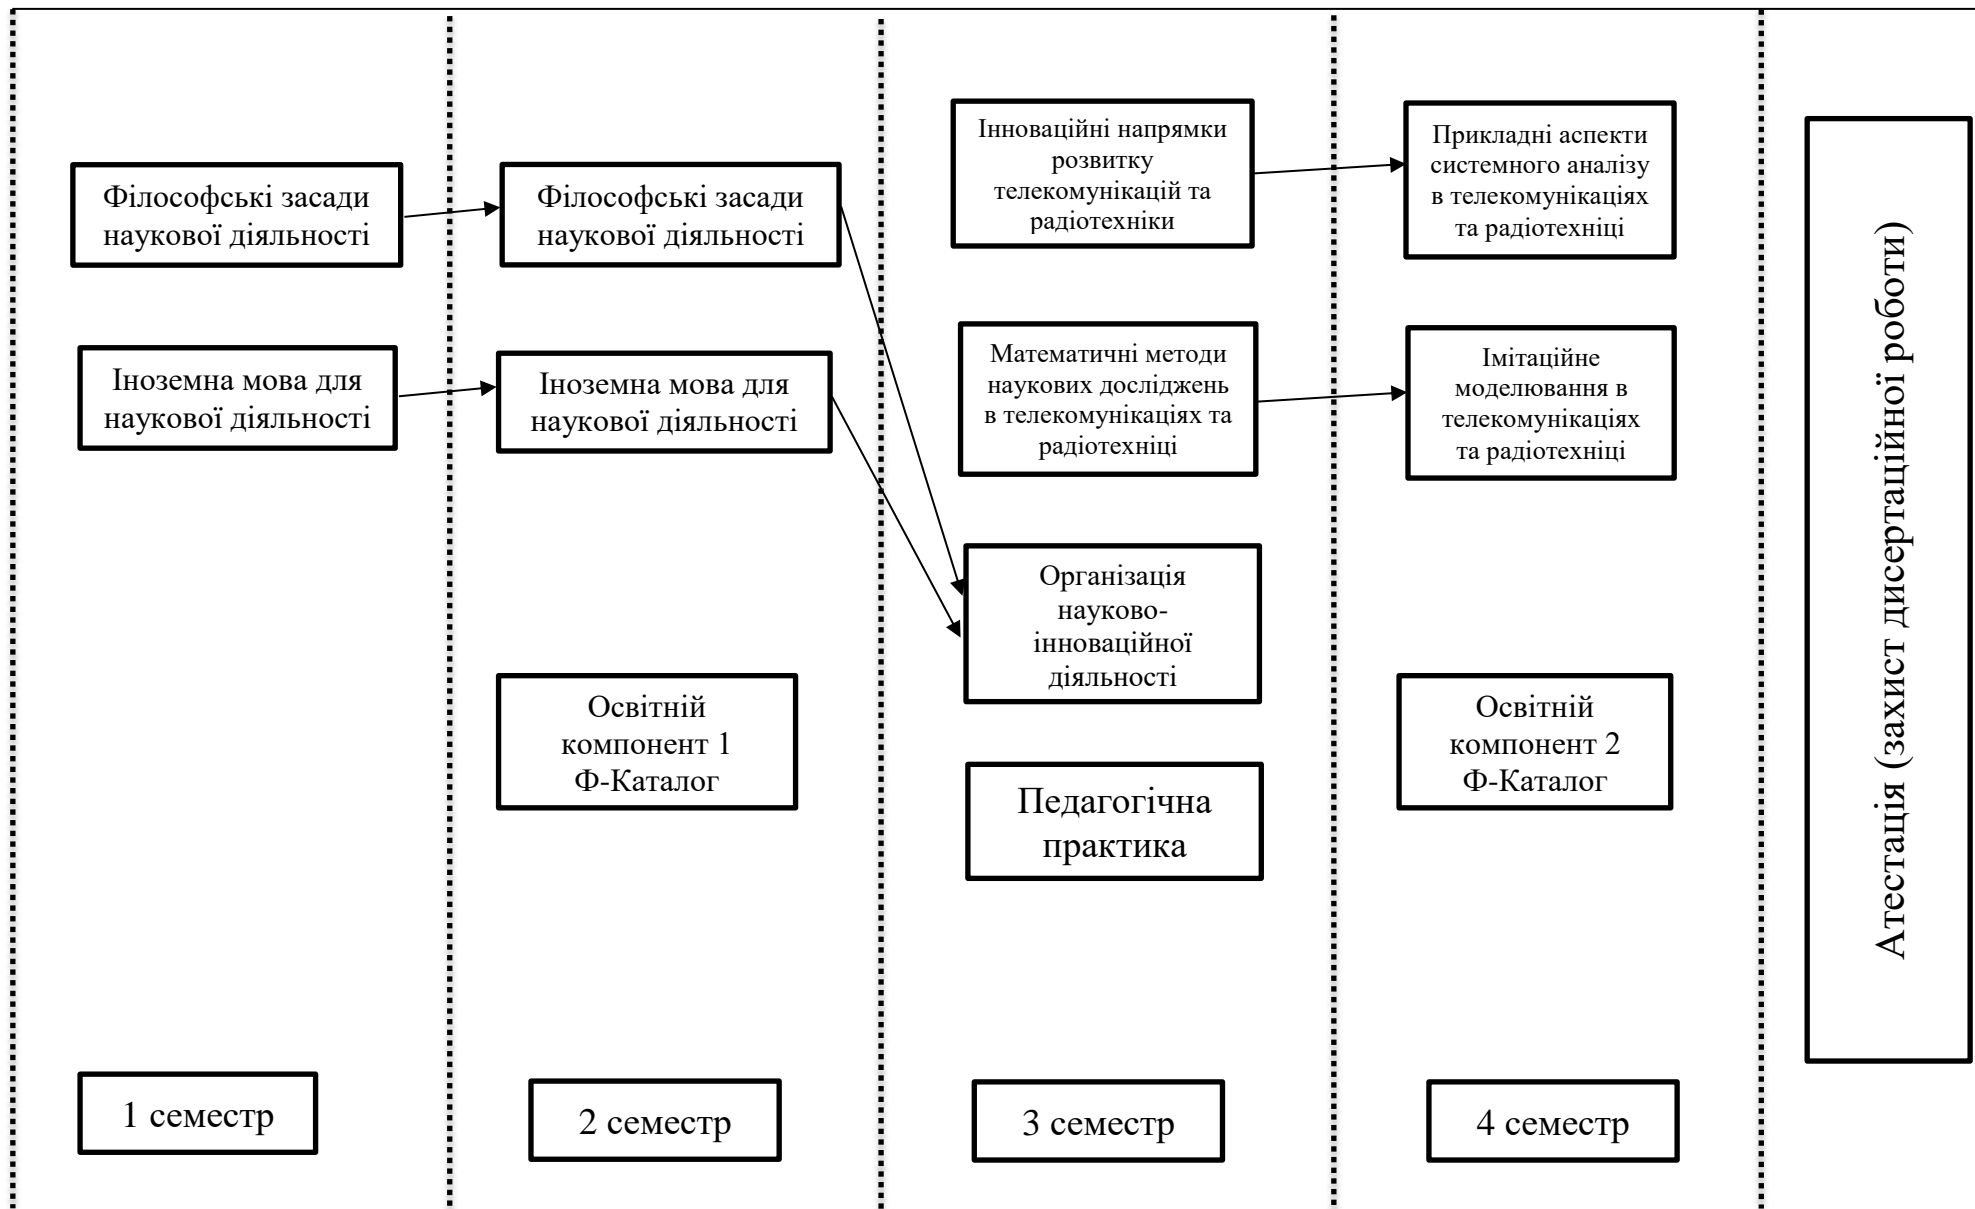 Філософські засади
наукової діяльності
Іноземна мова для
наукової діяльності
1 семестр
Філософські засади
наукової діяльності
Іноземна мова для
наукової діяльності
Освітній
компонент 1
Ф-Каталог
2 семестр
Інноваційні напрямки
розвитку
телекомунікацій та
радіотехніки
Математичні методи
наукових досліджень
в телекомунікаціях та
радіотехніці
Організація
науково-
інноваційної
діяльності
Педагогічна
практика
3 семестр
Прикладні аспекти
системного аналізу
в телекомунікаціях
та радіотехніці
Імітаційне
моделювання в
телекомунікаціях
та радіотехніці
Освітній
компонент 2
Ф-Каталог
4 семестр
Атестація (захист дисертаційної роботи)